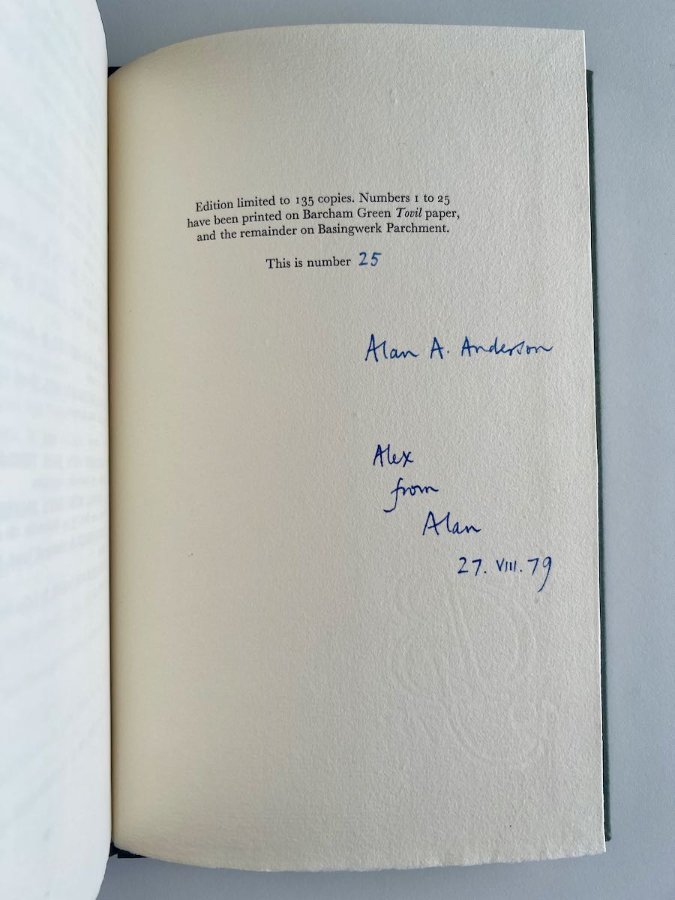 Edition limited to 135 copies. Numbers 1 to 25
have been printed on Barcham Green Tovil paper,
and the remainder on Basingwerk Parchment.
This is number 25
Alan A. Anderson
Alex
from
Alan
27. VIII. 79